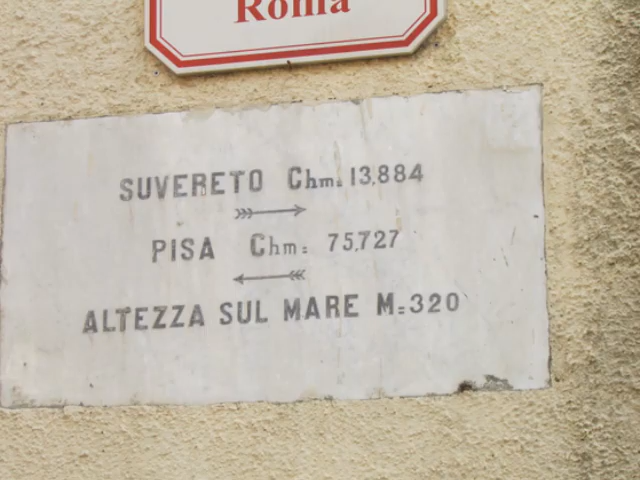 Roma
SUVERETO Chm= 13,884
PISA Chm= 75,727
ALTEZZA SUL MARE M=320